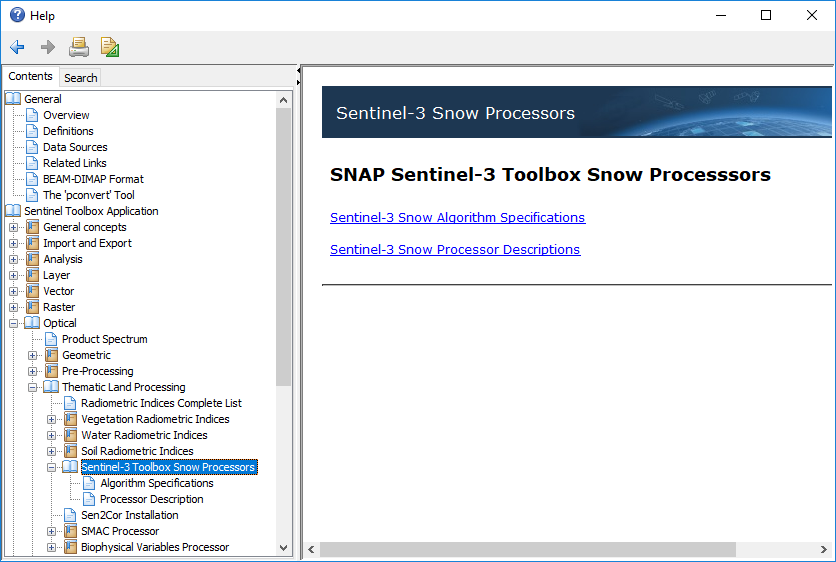 Help
Contents
Search
General
Overview
Definitions
Data Sources
Related Links
BEAM-DIMAP Format
The 'pconvert' Tool
Sentinel Toolbox Application
General concepts
Import and Export
Analysis
Layer
Vector
Raster
Optical
Product Spectrum
Geometric
Pre-Processing
Thematic Land Processing
Radiometric Indices Complete List
Vegetation Radiometric Indices
Water Radiometric Indices
Soil Radiometric Indices
Sentinel-3 Toolbox Snow Processors
Algorithm Specifications
Processor Description
Sen2Cor Installation
SMAC Processor
Biophysical Variables Processor
Sentinel-3 Snow Processors
SNAP Sentinel-3 Toolbox Snow Processsors
Sentinel-3 Snow Algorithm Specifications
Sentinel-3 Snow Processor Descriptions